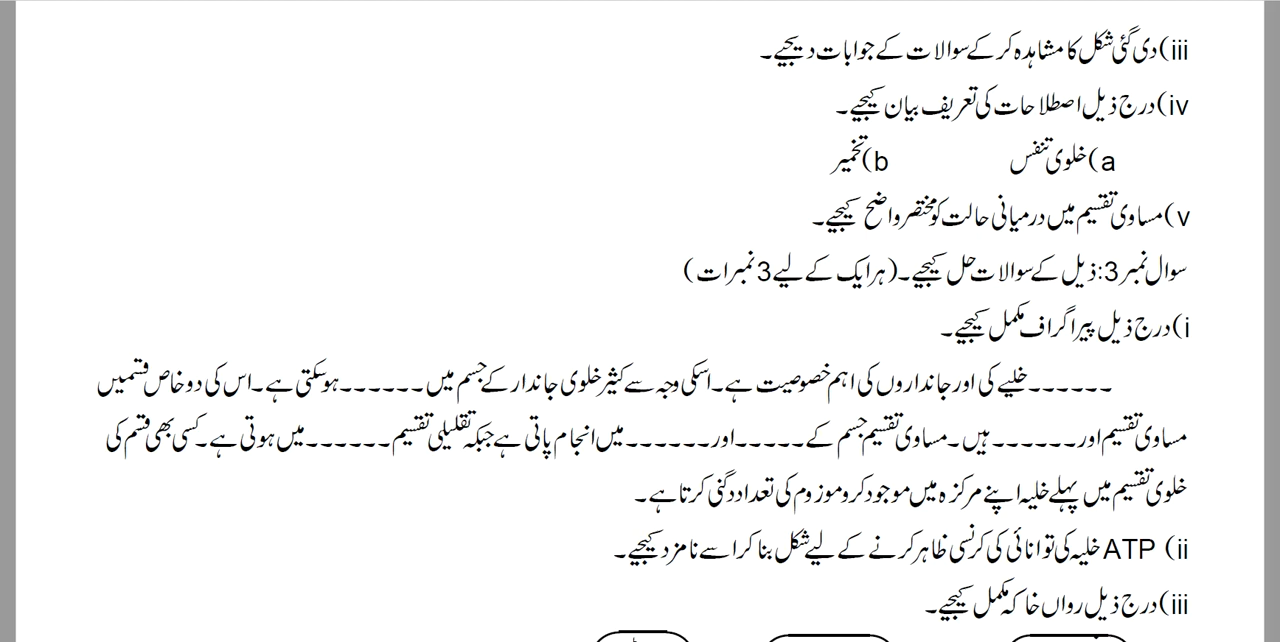 iii)دی گئی شکل کا مشاہدہ کر کے سوالات کے جوابات دیجیے۔
iv)درج ذیل اصطلاحات کی تعریف بیان کیجیے۔
a)خلوی تنفس b)تخمیر
v)مساوی تقسیم میں درمیانی حالت کو مختصر واضح کیجیے۔
سوال نمبر 3:ذیل کے سوالات حل کیجیے۔(ہر ایک کے لیے 3 نمبرات)
i)درج ذیل پیراگراف مکمل کیجیے۔
۔۔۔۔۔۔خلیے کی اور جانداروں کی اہم خصوصیت ہے۔اسکی وجہ سے کثیر خلوی جاندار کے جسم میں ۔۔۔۔۔۔ہوسکتی ہے۔اس کی دو خاص قسمیں
مساوی تقسیم اور۔۔۔۔۔۔ہیں۔مساوی تقسیم جسم کے ۔۔۔۔۔اور۔۔۔۔۔۔میں انجام پاتی ہے جبکہ تقلیلی تقسیم ۔۔۔۔۔۔میں ہوتی ہے۔کسی بھی قسم کی
خلوی تقسیم میں پہلے خلیہ اپنے مرکزہ میں موجود کروموزوم کی تعداد دگنی کرتا ہے۔
ii) ATP خلیہ کی توانائی کی کرنسی ظاہر کرنے کے لیے شکل بنا کر اسے نامزد کیجیے۔
iii)درج ذیل رواں خاکہ مکمل کیجیے۔